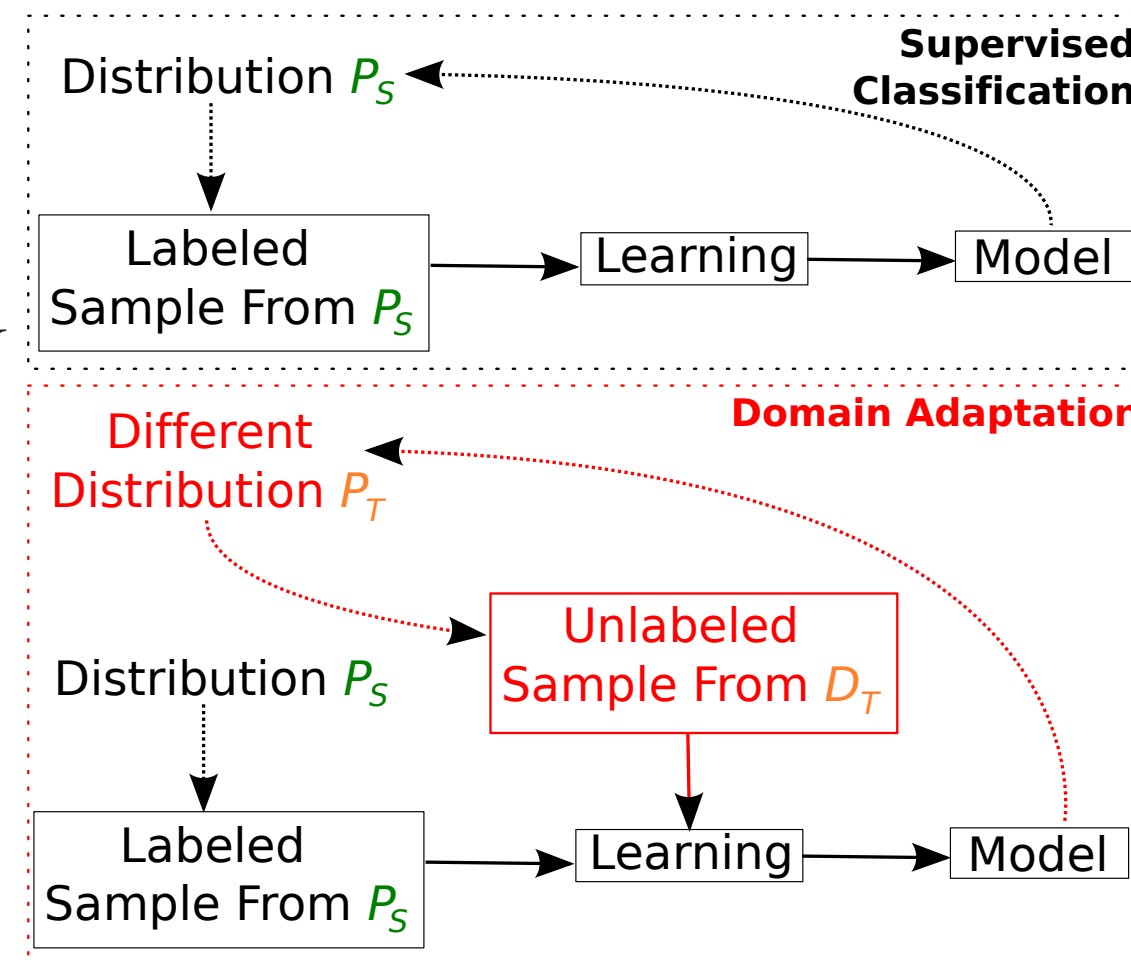 Supervised
Classification
Distribution P_S
Labeled
Sample From P_S
Learning
Model
Domain Adaptation
Different
Distribution P_T
Unlabeled
Sample From D_T
Distribution P_S
Labeled
Sample From P_S
Learning
Model